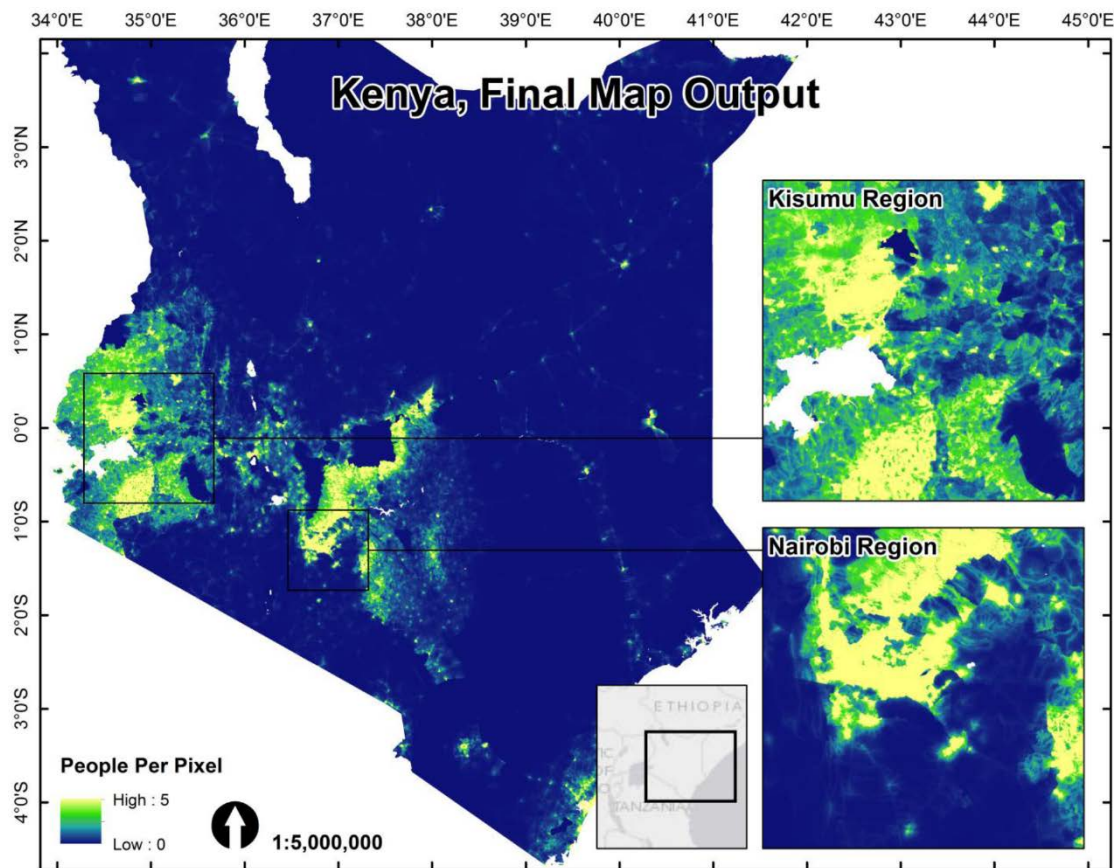 34°0'E 35°0'E 36°0'E 37°0'E 38°0'E 39°0'E 40°0'E 41°0'E 42°0'E 43°0'E 44°0'E 45°0'E
Kenya, Final Map Output
3°0'N
2°0'N
1°0'N
0°0'
1°0'S
2°0'S
3°0'S
4°0'S
Kisumu Region
Nairobi Region
People Per Pixel
High : 5
Low : 0
1:5,000,000
ETHIOPIA
TANZANIA